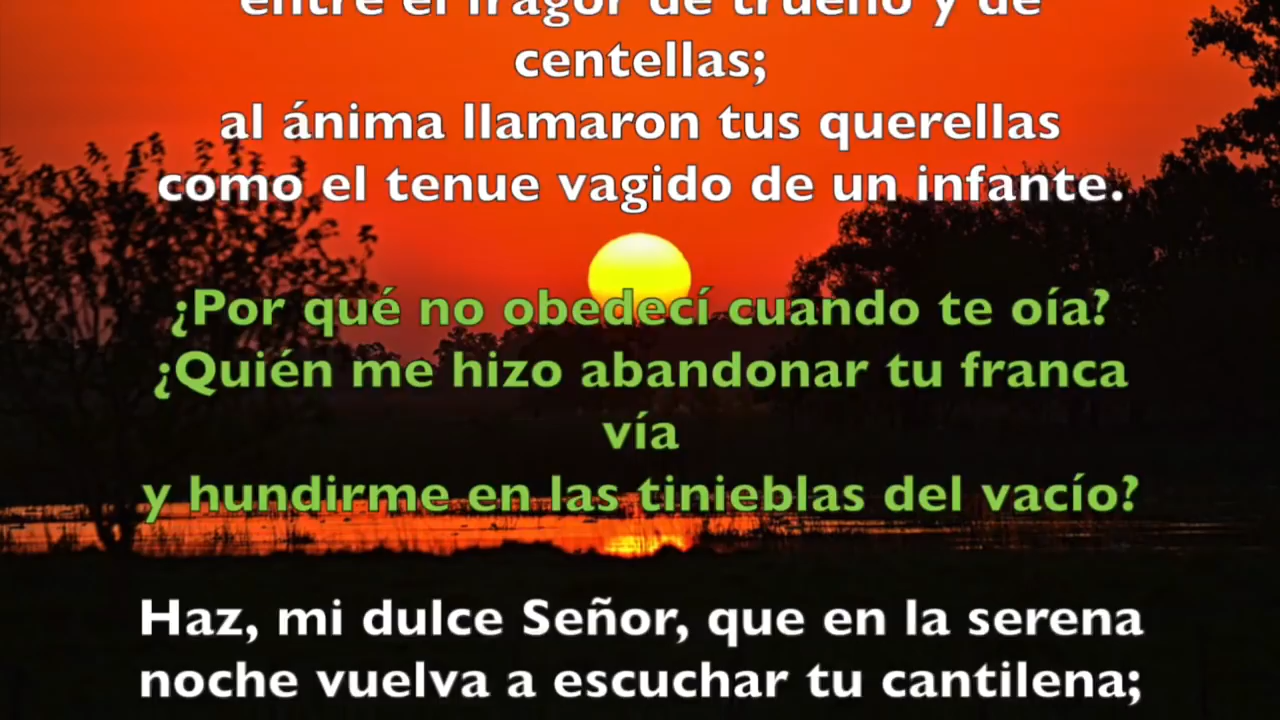 entre el fragor de trueno y de
centellas;
al ánima llamaron tus querellas
como el tenue vagido de un infante.
¿Por qué no obedecí cuando te oía?
¿Quién me hizo abandonar tu franca
vía
y hundirme en las tinieblas del vacío?
Haz, mi dulce Señor, que en la serena
noche vuelva a escuchar tu cantilena;